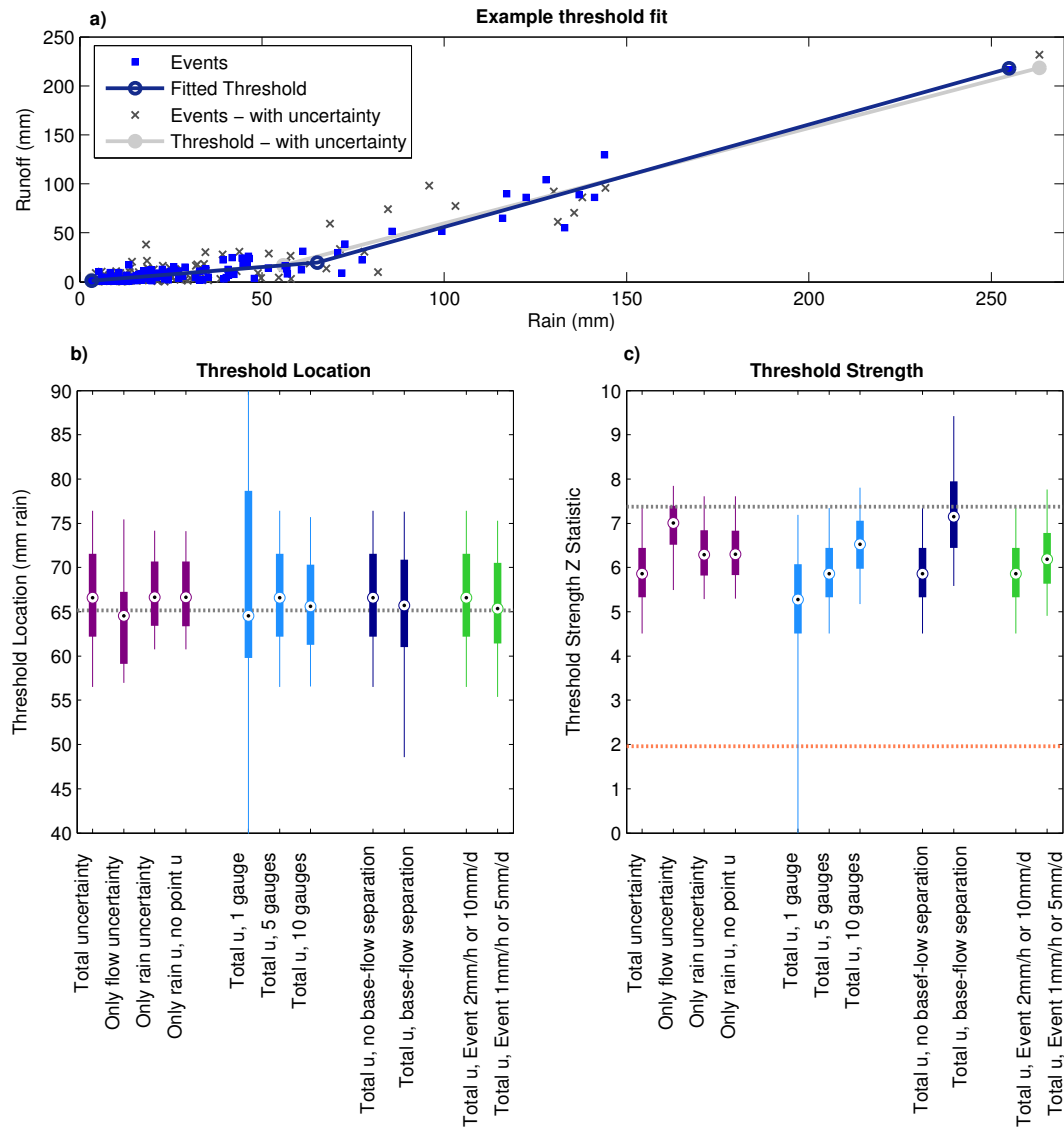 a)
Example threshold fit
250
200
150
100
50
0
Runoff (mm)
Events
Fitted Threshold
Events − with uncertainty
Threshold − with uncertainty
0 50 100 150 200 250
Rain (mm)
b)
Threshold Location
90
85
80
75
70
65
60
55
50
45
40
Threshold Location (mm rain)
Total uncertainty
Only flow uncertainty
Only rain uncertainty
Only rain u, no point u
Total u, 1 gauge
Total u, 5 gauges
Total u, 10 gauges
Total u, no base-flow separation
Total u, base-flow separation
Total u, Event 2mm/h or 10mm/d
Total u, Event 1mm/h or 5mm/d
c)
Threshold Strength
10
9
8
7
6
5
4
3
2
1
0
Threshold Strength Z Statistic
Total uncertainty
Only flow uncertainty
Only rain uncertainty
Only rain u, no point u
Total u, 1 gauge
Total u, 5 gauges
Total u, 10 gauges
Total u, no basef-low separation
Total u, base-flow separation
Total u, Event 2mm/h or 10mm/d
Total u, Event 1mm/h or 5mm/d